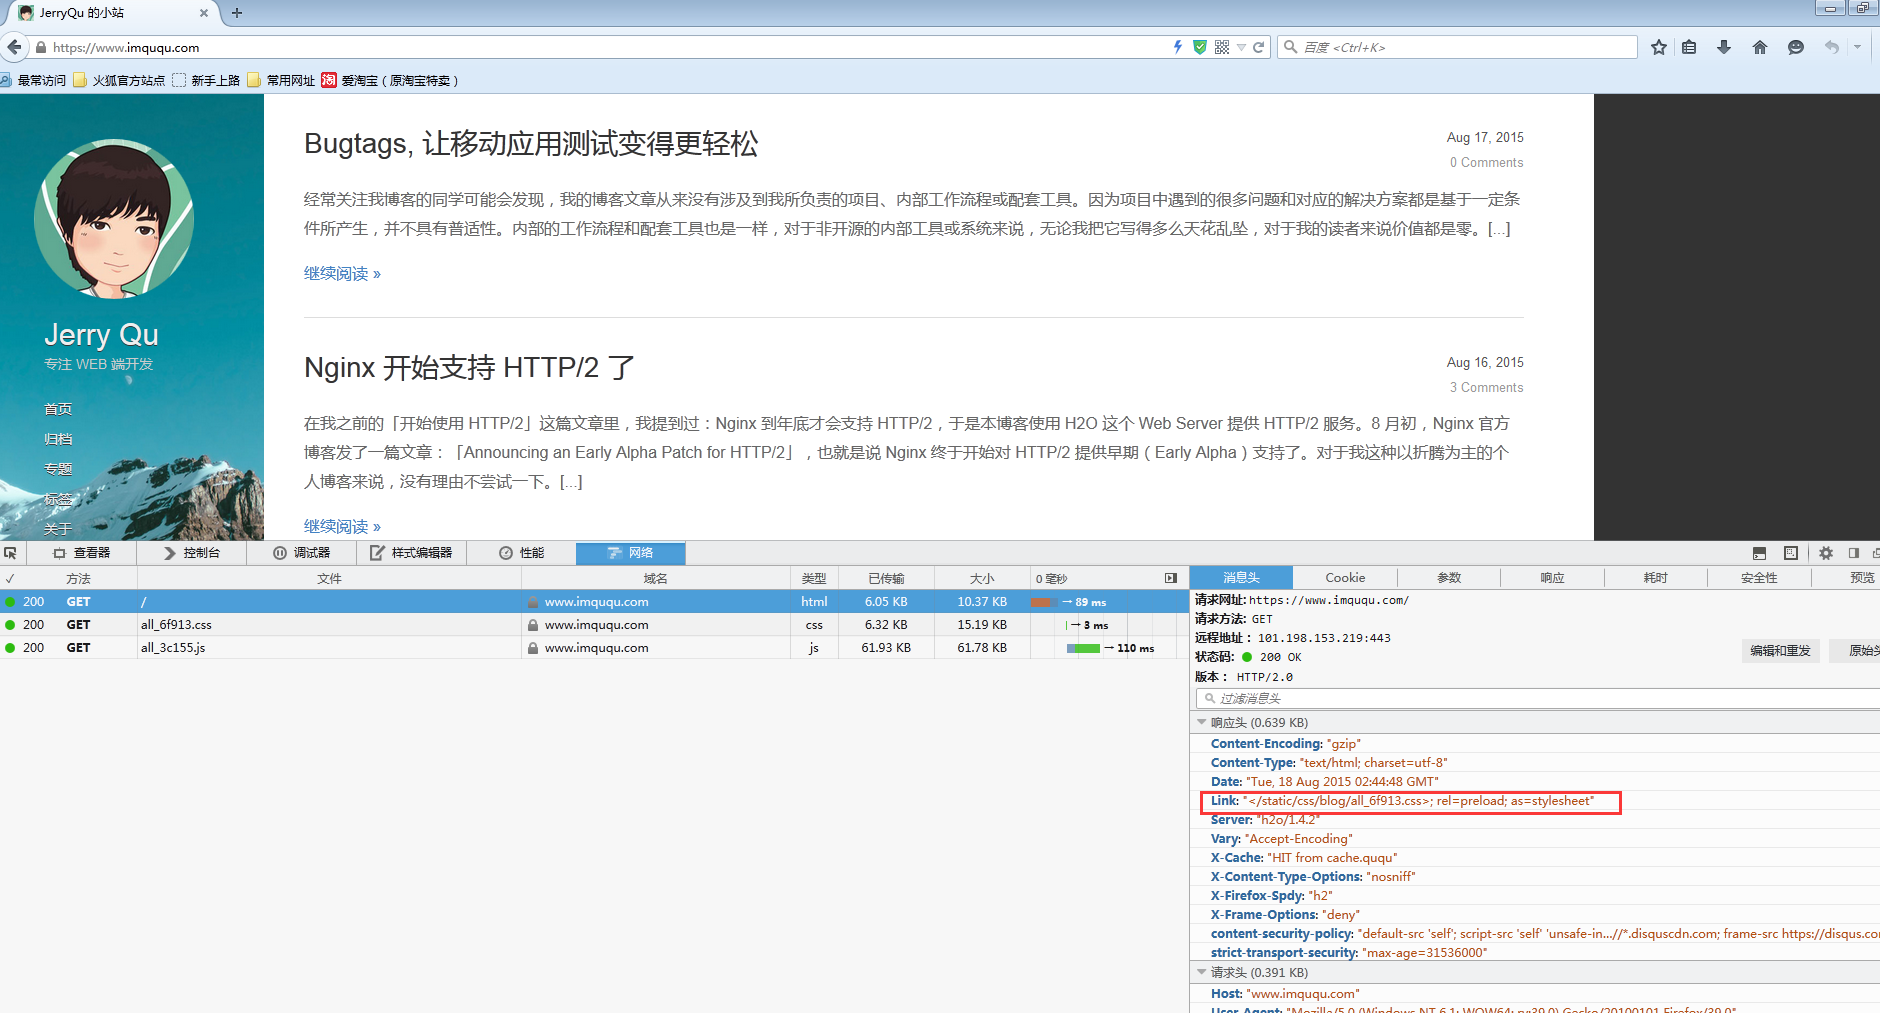 JerryQu 的小站
https://www.imququ.com
百度 <Ctrl+K>
最常访问 火狐官方站点 新手上路 常用网址 淘 爱淘宝（原淘宝特卖）
Jerry Qu
专注 WEB 端开发
首页
归档
专题
标签
关于
Bugtags, 让移动应用测试变得更轻松
Aug 17, 2015
0 Comments
经常关注我博客的同学可能会发现，我的博客文章从来没有涉及到我所负责的项目、内部工作流程或配套工具。因为项目中遇到的很多问题和对应的解决方案都是基于一定条
件所产生，并不具有普适性。内部的工作流程和配套工具也是一样，对于非开源的内部工具或系统来说，无论我把它写得多么天花乱坠，对于我的读者来说价值都是零。[...]
继续阅读 »
Nginx 开始支持 HTTP/2 了
Aug 16, 2015
3 Comments
在我之前的「开始使用 HTTP/2」这篇文章里，我提到过：Nginx 到年底才会支持 HTTP/2，于是本博客使用 H2O 这个 Web Server 提供 HTTP/2 服务。8 月初，Nginx 官方
博客发了一篇文章：「Announcing an Early Alpha Patch for HTTP/2」，也就是说 Nginx 终于开始对 HTTP/2 提供早期（Early Alpha）支持了。对于我这种以折腾为主的个
人博客来说，没有理由不尝试一下。[...]
继续阅读 »
查看器 控制台 调试器 样式编辑器 性能 网络
✓ 方法 文件 域名 类型 已传输 大小 0 毫秒
200 GET / www.imququ.com html 6.05 KB 10.37 KB → 89 ms
200 GET all_6f913.css www.imququ.com css 6.32 KB 15.19 KB → 3 ms
200 GET all_3c155.js www.imququ.com js 61.93 KB 61.78 KB → 110 ms
消息头 Cookie 参数 响应 耗时 安全性 预览
请求网址: https://www.imququ.com/
请求方法: GET
远程地址： 101.198.153.219:443
状态码: 200 OK
编辑和重发 原始头
版本： HTTP/2.0
过滤消息头
响应头 (0.639 KB)
Content-Encoding: "gzip"
Content-Type: "text/html; charset=utf-8"
Date: "Tue, 18 Aug 2015 02:44:48 GMT"
Link: "</static/css/blog/all_6f913.css>; rel=preload; as=stylesheet"
Server: "h2o/1.4.2"
Vary: "Accept-Encoding"
X-Cache: "HIT from cache.ququ"
X-Content-Type-Options: "nosniff"
X-Firefox-Spdy: "h2"
X-Frame-Options: "deny"
content-security-policy: "default-src 'self'; script-src 'self' 'unsafe-in...//*.disquscdn.com; frame-src https://disqus.co
strict-transport-security: "max-age=31536000"
请求头 (0.391 KB)
Host: "www.imququ.com"
User-Agent: "Mozilla/5.0 (Windows NT 6.1; WOW64; rv:39.0) Gecko/20100101 Firefox/39.0"